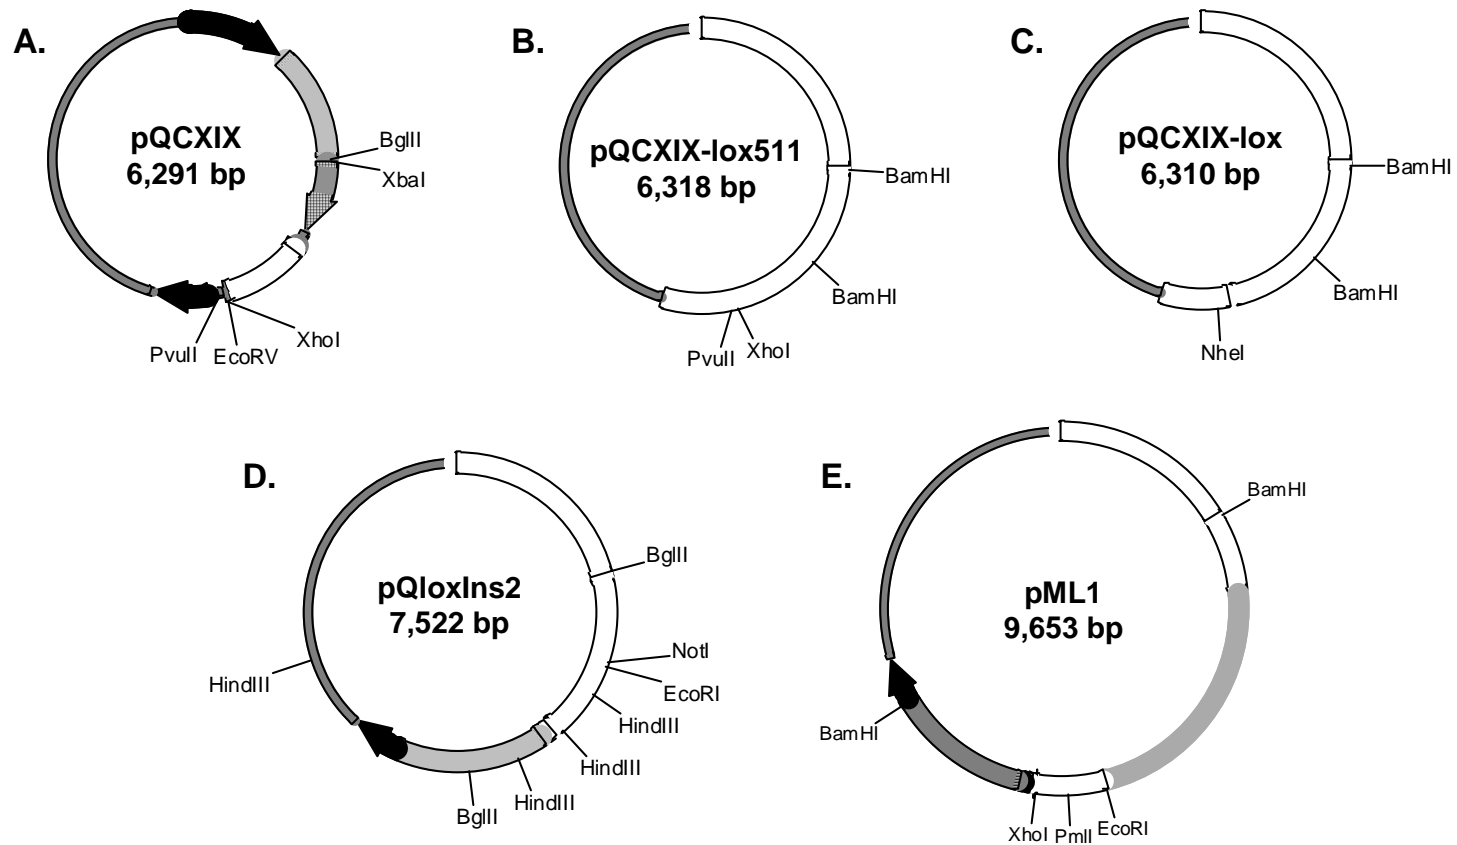 A.
pQCXIX
6,291 bp
BglII
XbaI
XhoI
EcoRV
PvuII
B.
pQCXIX-lox511
6,318 bp
BamHI
BamHI
XhoI
PvuII
C.
pQCXIX-lox
6,310 bp
BamHI
BamHI
NheI
D.
pQloxIns2
7,522 bp
BglII
NotI
EcoRI
HindIII
HindIII
HindIII
BglII
HindIII
E.
pML1
9,653 bp
BamHI
EcoRI
PmlI
XhoI
BamHI